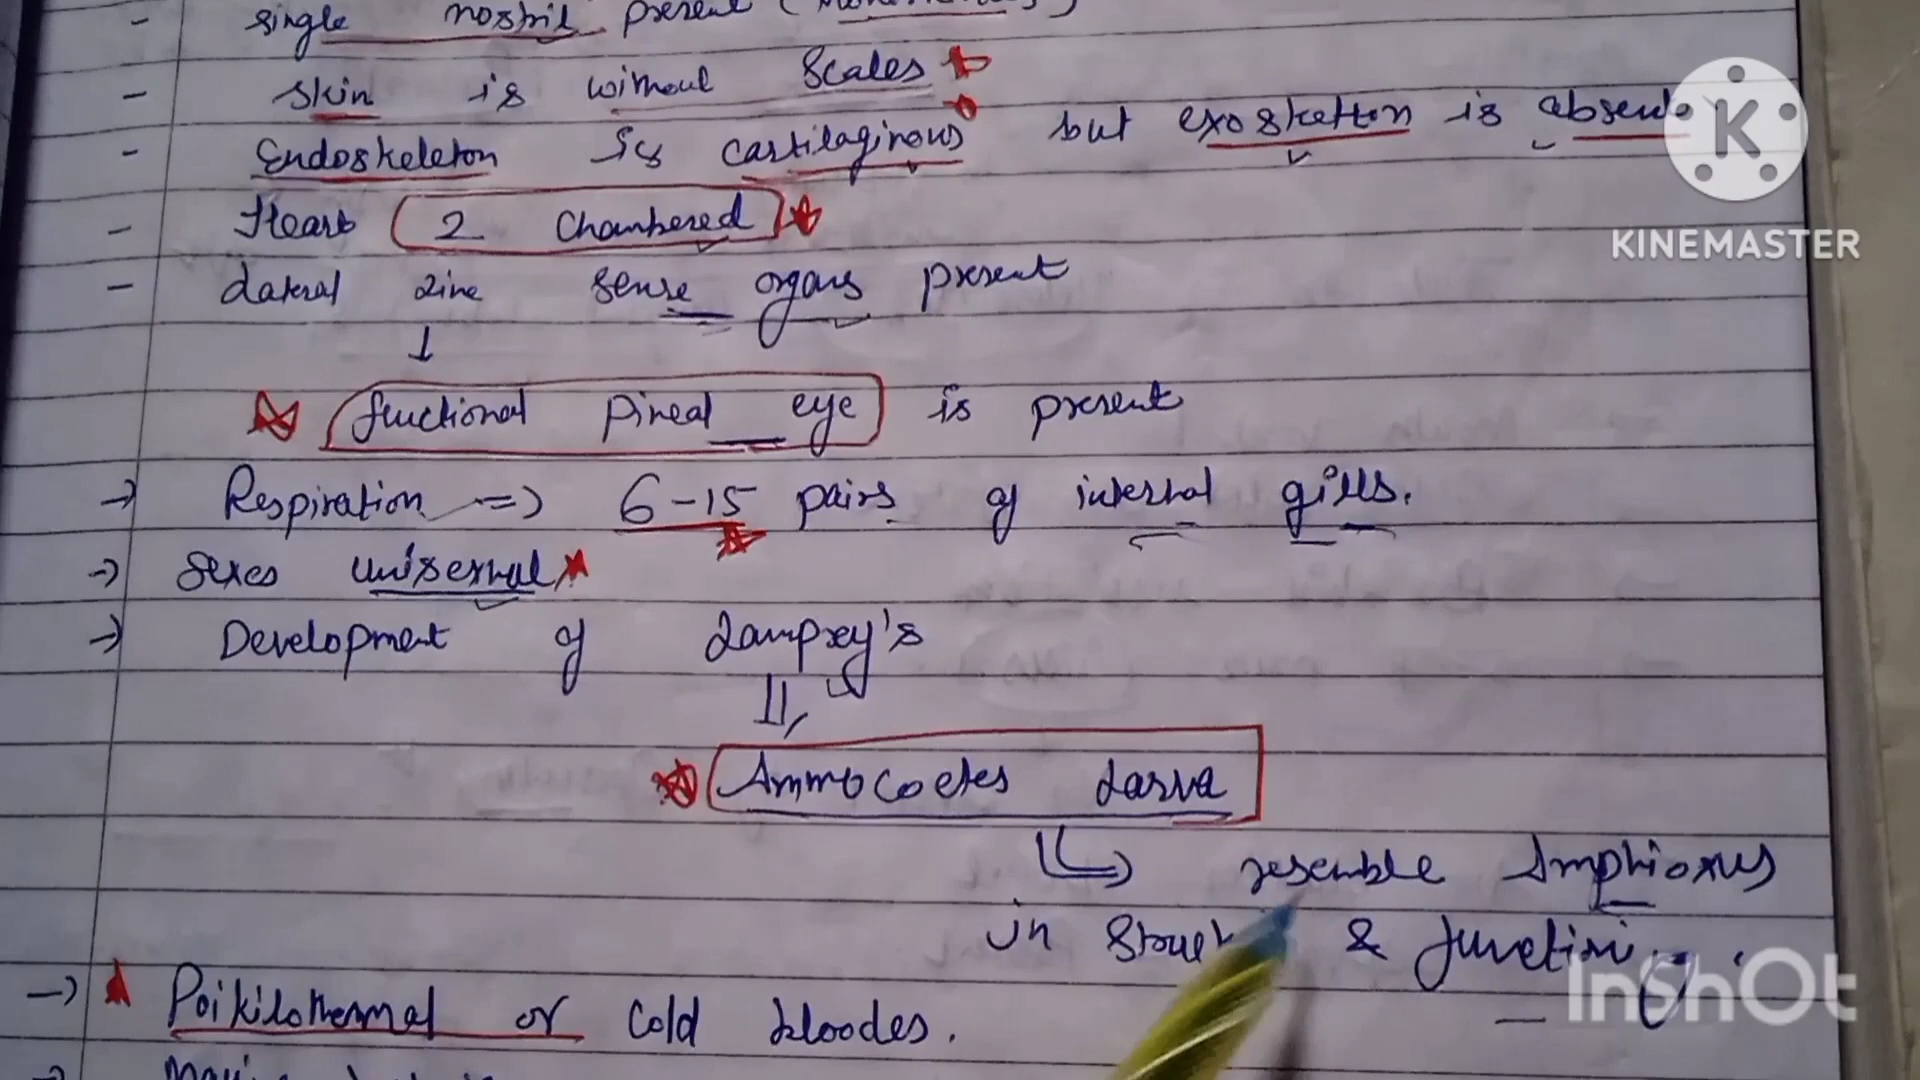 - single nostril present (
- skin is without Scales
- Endoskeleton is cartilaginous but exoskelton is absent
- Heart (2 Chambered)
- Lateral line sense organs present
functional Pineal eye is present
→ Respiration => 6-15 pairs of internal gills.
→ Sexes unisexual
→ Development of Lamprey's
Ammocoetes Larva
resemble Amphioxus
in Struct & function
→ Poikilothermal or cold bloodes.
K
KINEMASTER
InShOt